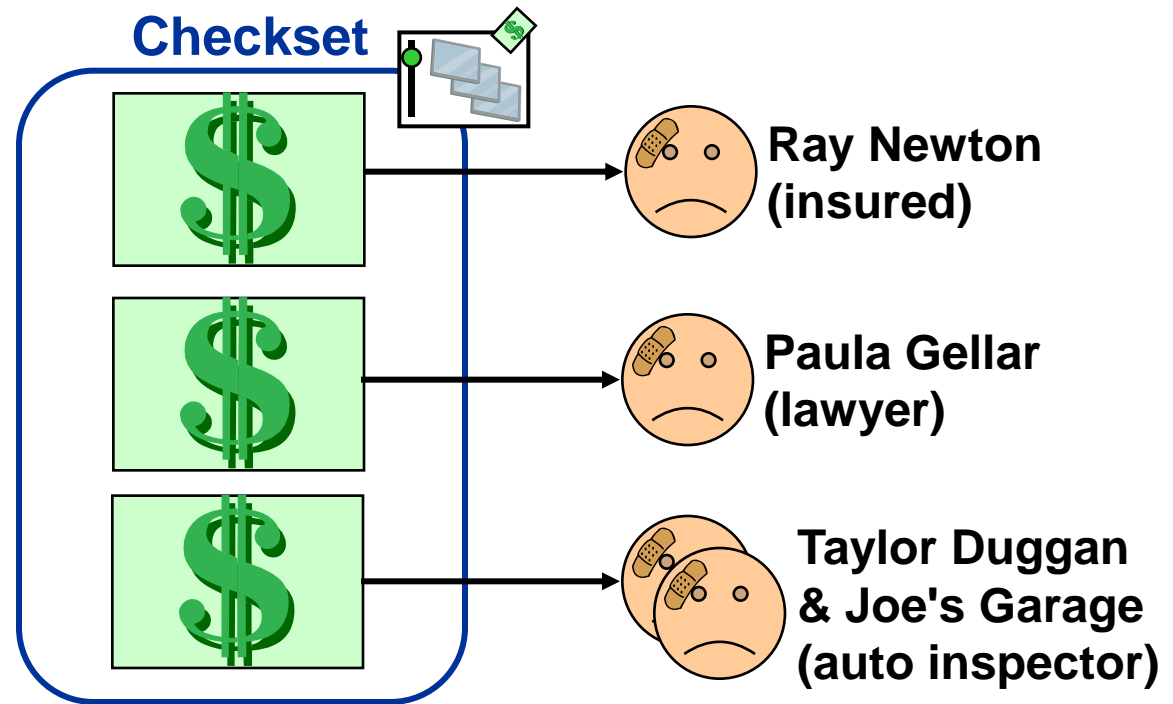 Checkset
Ray Newton
(insured)
Paula Gellar
(lawyer)
Taylor Duggan
& Joe's Garage
(auto inspector)
$
$
$
$